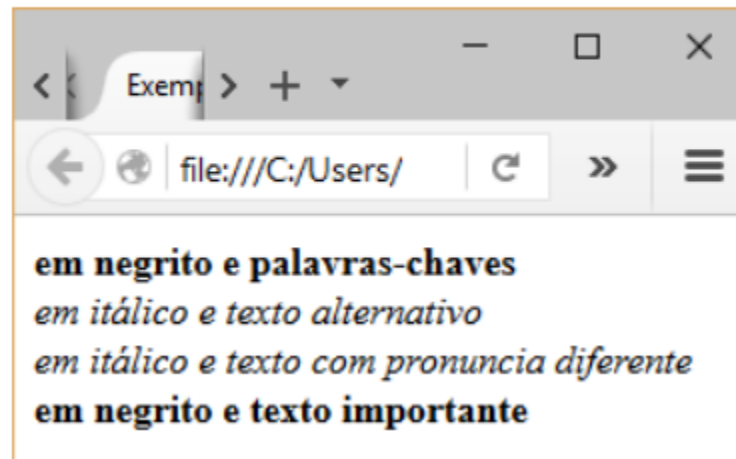 Exemp
file:///C:/Users/
em negrito e palavras-chaves
em itálico e texto alternativo
em itálico e texto com pronuncia diferente
em negrito e texto importante